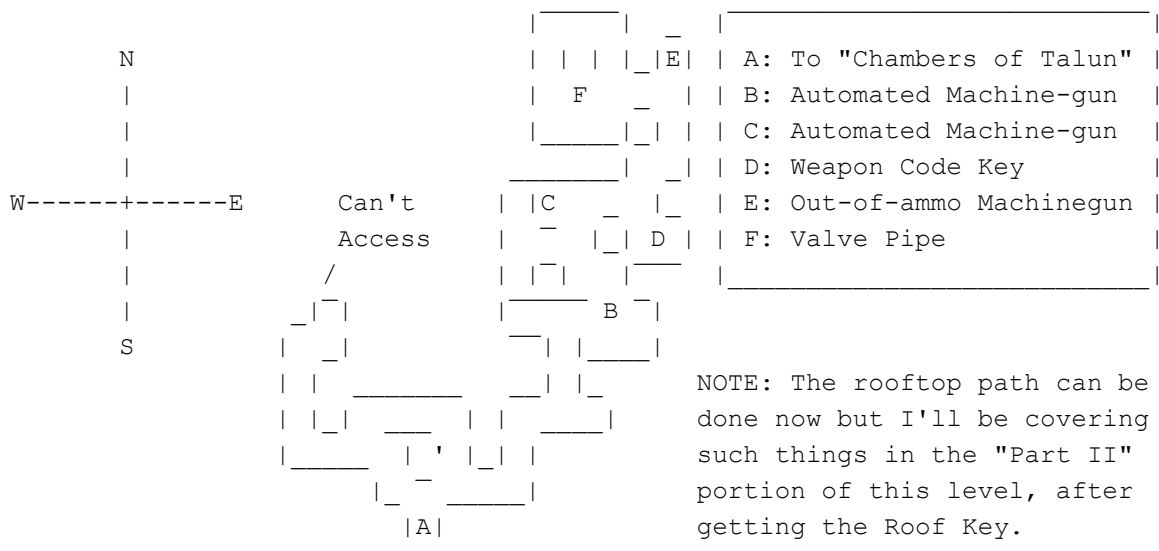 N
W------+------E
S
Can't
Access
F
E
C
D
B
A
A: To "Chambers of Talun"
B: Automated Machine-gun
C: Automated Machine-gun
D: Weapon Code Key
E: Out-of-ammo Machinegun
F: Valve Pipe
NOTE: The rooftop path can be
done now but I'll be covering
such things in the "Part II"
portion of this level, after
getting the Roof Key.